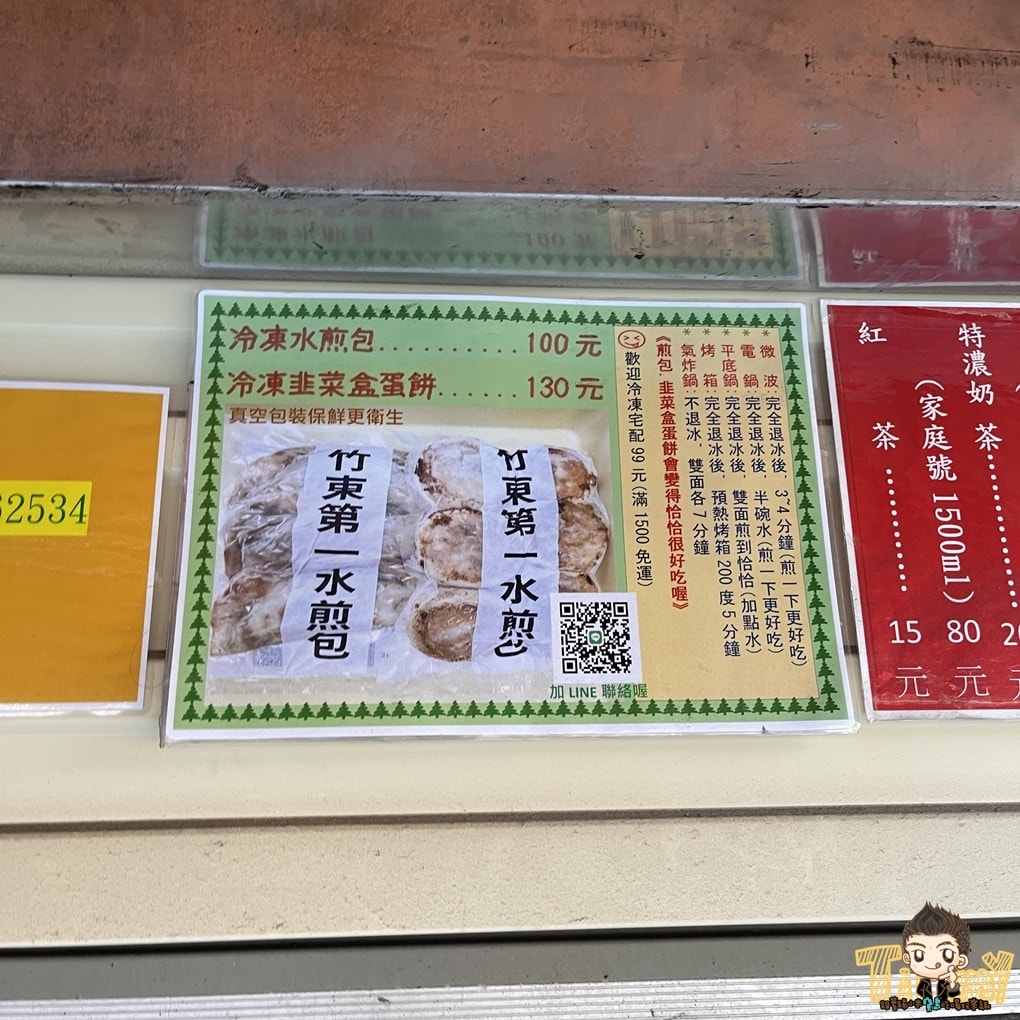 冷凍水煎包..........100元
冷凍韭菜盒蛋餅......130元
真空包裝保鮮更衛生
竹東第一水煎包
竹東第一水煎包
加 LINE 聯絡喔
*微　波:完全退冰後, 3~4分鐘(煎一下更好吃)
*電　鍋:完全退冰後, 半碗水(煎一下更好吃)
*平底鍋:完全退冰後, 雙面煎到恰恰(加點水)
*烤　箱:完全退冰後, 預熱烤箱200度5分鐘
*氣炸鍋:不退冰, 雙面各7分鐘
《煎包. 韭菜盒蛋餅會變得恰恰很好吃喔》
歡迎冷凍宅配99元(滿1500免運)
62534
特濃奶茶............80元
(家庭號1500ml)
紅茶........15元
TommY